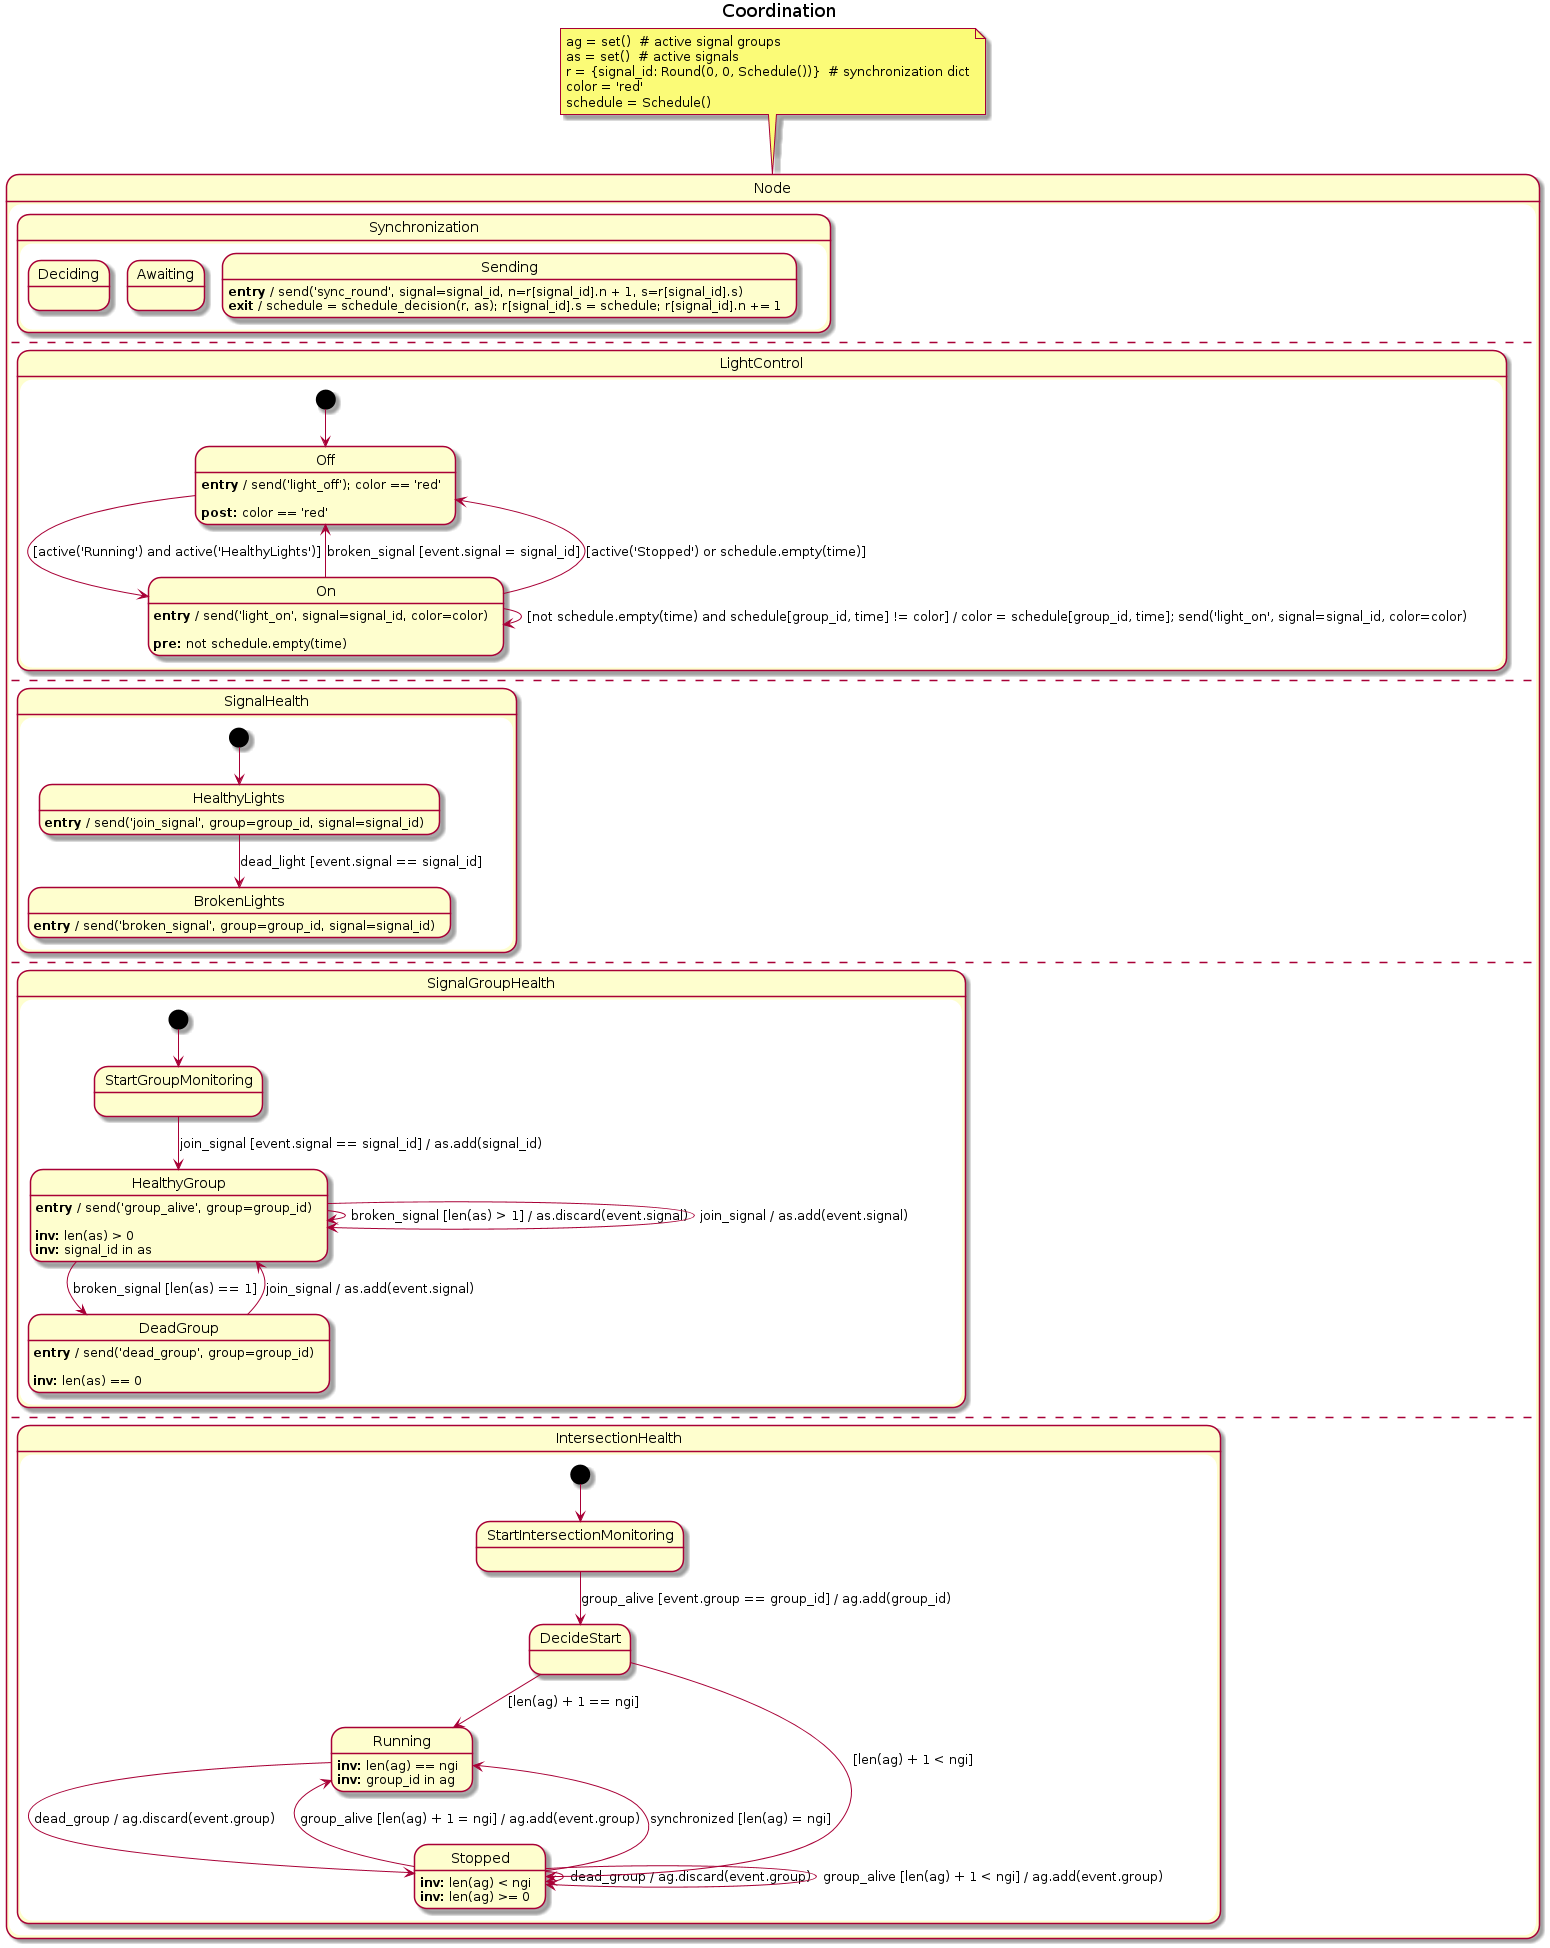 Coordination
ag = set()  # active signal groups
as = set()  # active signals
r = {signal_id: Round(0, 0, Schedule())}  # synchronization dict
color = 'red'
schedule = Schedule()
Node
Synchronization
Deciding
Awaiting
Sending
entry / send('sync_round', signal=signal_id, n=r[signal_id].n + 1, s=r[signal_id].s)
exit / schedule = schedule_decision(r, as); r[signal_id].s = schedule; r[signal_id].n += 1
LightControl
Off
entry / send('light_off'); color == 'red'
post: color == 'red'
[active('Running') and active('HealthyLights')]
broken_signal [event.signal = signal_id]
[active('Stopped') or schedule.empty(time)]
On
entry / send('light_on', signal=signal_id, color=color)
pre: not schedule.empty(time)
[not schedule.empty(time) and schedule[group_id, time] != color] / color = schedule[group_id, time]; send('light_on', signal=signal_id, color=color)
SignalHealth
HealthyLights
entry / send('join_signal', group=group_id, signal=signal_id)
dead_light [event.signal == signal_id]
BrokenLights
entry / send('broken_signal', group=group_id, signal=signal_id)
SignalGroupHealth
StartGroupMonitoring
join_signal [event.signal == signal_id] / as.add(signal_id)
HealthyGroup
entry / send('group_alive', group=group_id)
inv: len(as) > 0
inv: signal_id in as
broken_signal [len(as) > 1] / as.discard(event.signal)
join_signal / as.add(event.signal)
broken_signal [len(as) == 1]
join_signal / as.add(event.signal)
DeadGroup
entry / send('dead_group', group=group_id)
inv: len(as) == 0
IntersectionHealth
StartIntersectionMonitoring
group_alive [event.group == group_id] / ag.add(group_id)
DecideStart
[len(ag) + 1 == ngi]
Running
inv: len(ag) == ngi
inv: group_id in ag
[len(ag) + 1 < ngi]
dead_group / ag.discard(event.group)
group_alive [len(ag) + 1 = ngi] / ag.add(event.group)
synchronized [len(ag) = ngi]
Stopped
inv: len(ag) < ngi
inv: len(ag) >= 0
dead_group / ag.discard(event.group)
group_alive [len(ag) + 1 < ngi] / ag.add(event.group)